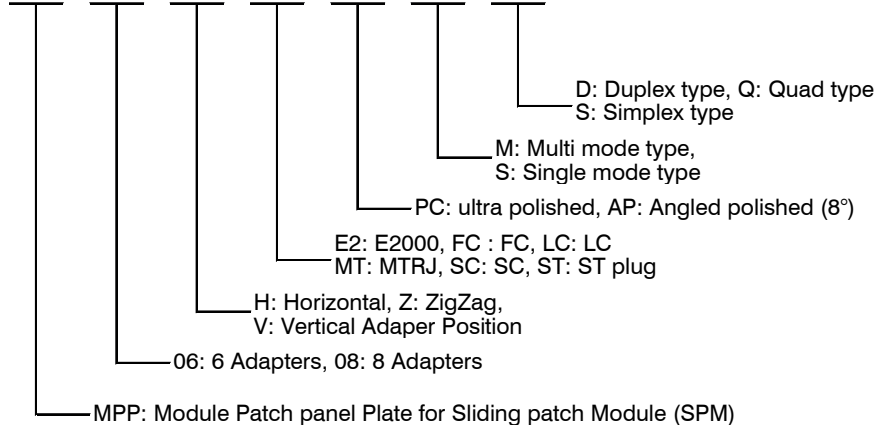 D: Duplex type, Q: Quad type
S: Simplex type
M: Multi mode type,
S: Single mode type
PC: ultra polished, AP: Angled polished (8°)
E2: E2000, FC : FC, LC: LC
MT: MTRJ, SC: SC, ST: ST plug
H: Horizontal, Z: ZigZag,
V: Vertical Adaper Position
06: 6 Adapters, 08: 8 Adapters
MPP: Module Patch panel Plate for Sliding patch Module (SPM)